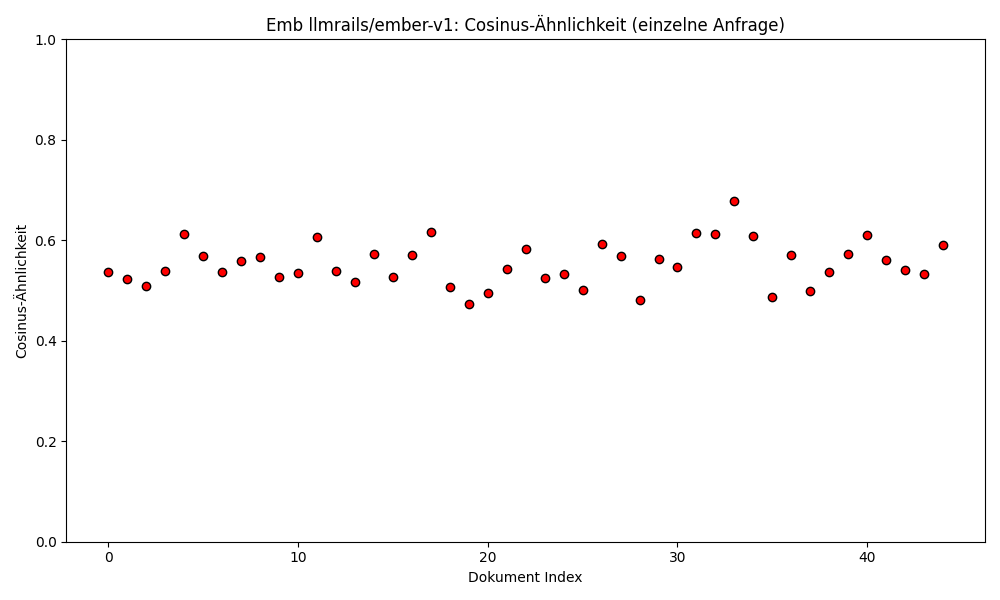 Emb llmrails/ember-v1: Cosinus-Ähnlichkeit (einzelne Anfrage)
1.0
0.8
0.6
0.4
0.2
0.0
Cosinus-Ähnlichkeit
0 10 20 30 40
Dokument Index